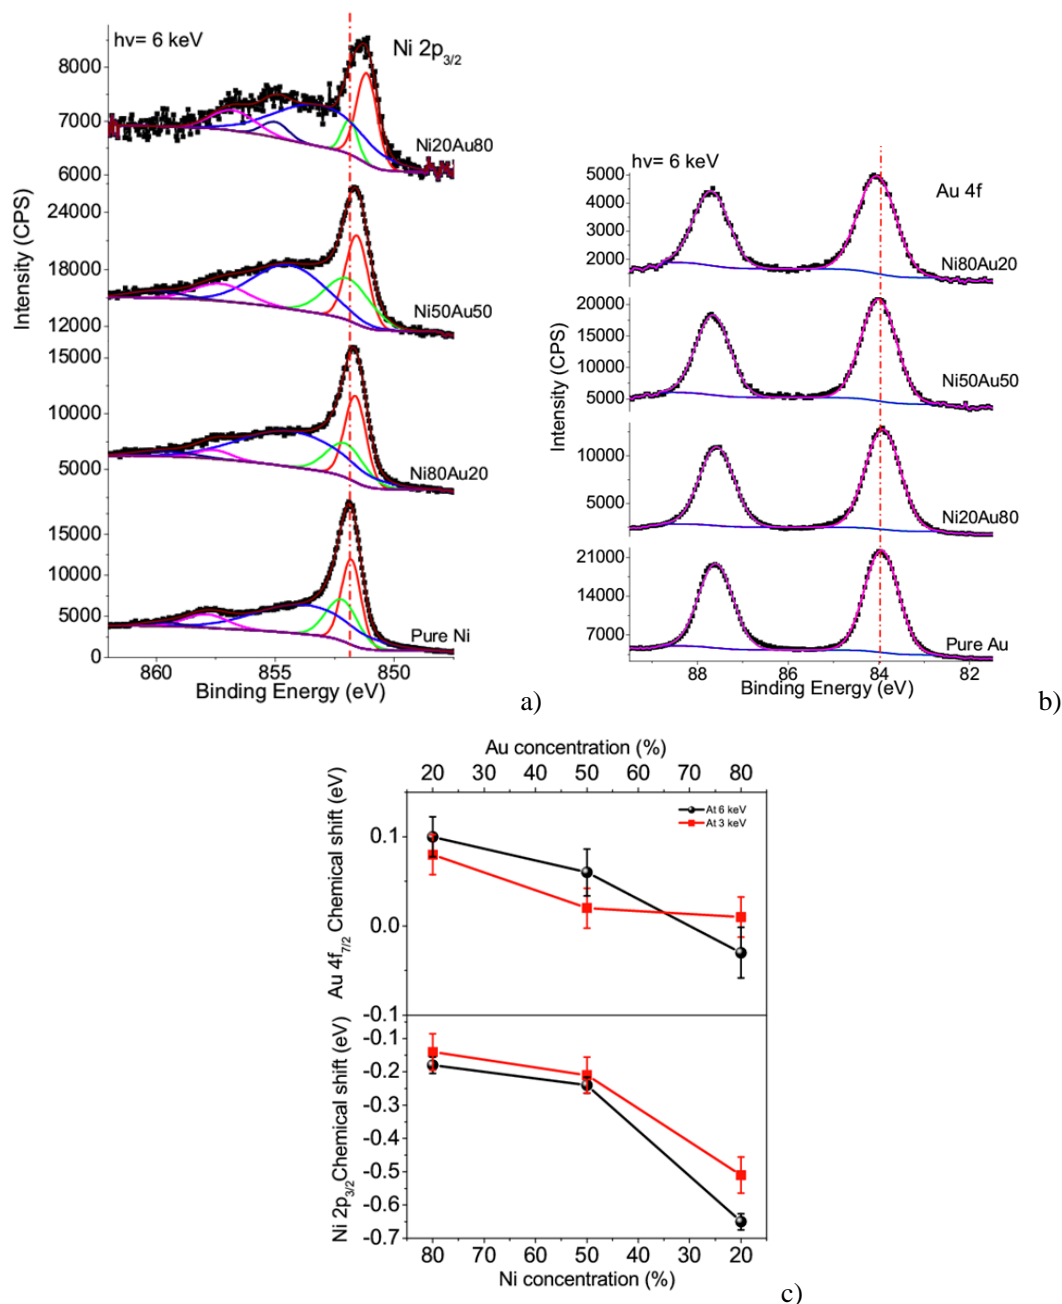 hν= 6 keV
Ni 2p3/2
8000
7000
6000
Ni20Au80
24000
18000
12000
Ni50Au50
15000
10000
5000
Ni80Au20
15000
10000
5000
0
Pure Ni
Intensity (CPS)
860 855 850
Binding Energy (eV)
a)
hν= 6 keV
Au 4f
5000
4000
3000
2000
Ni80Au20
20000
15000
10000
5000
Ni50Au50
10000
5000
Ni20Au80
21000
14000
7000
Pure Au
Intensity (CPS)
88 86 84 82
Binding Energy (eV)
b)
Au concentration (%)
20 30 40 50 60 70 80
At 6 keV
At 3 keV
Au 4f7/2 Chemical shift (eV)
0.1
0.0
-0.1
Ni 2p3/2Chemical shift (eV)
-0.1
-0.2
-0.3
-0.4
-0.5
-0.6
-0.7
80 70 60 50 40 30 20
Ni concentration (%)
c)